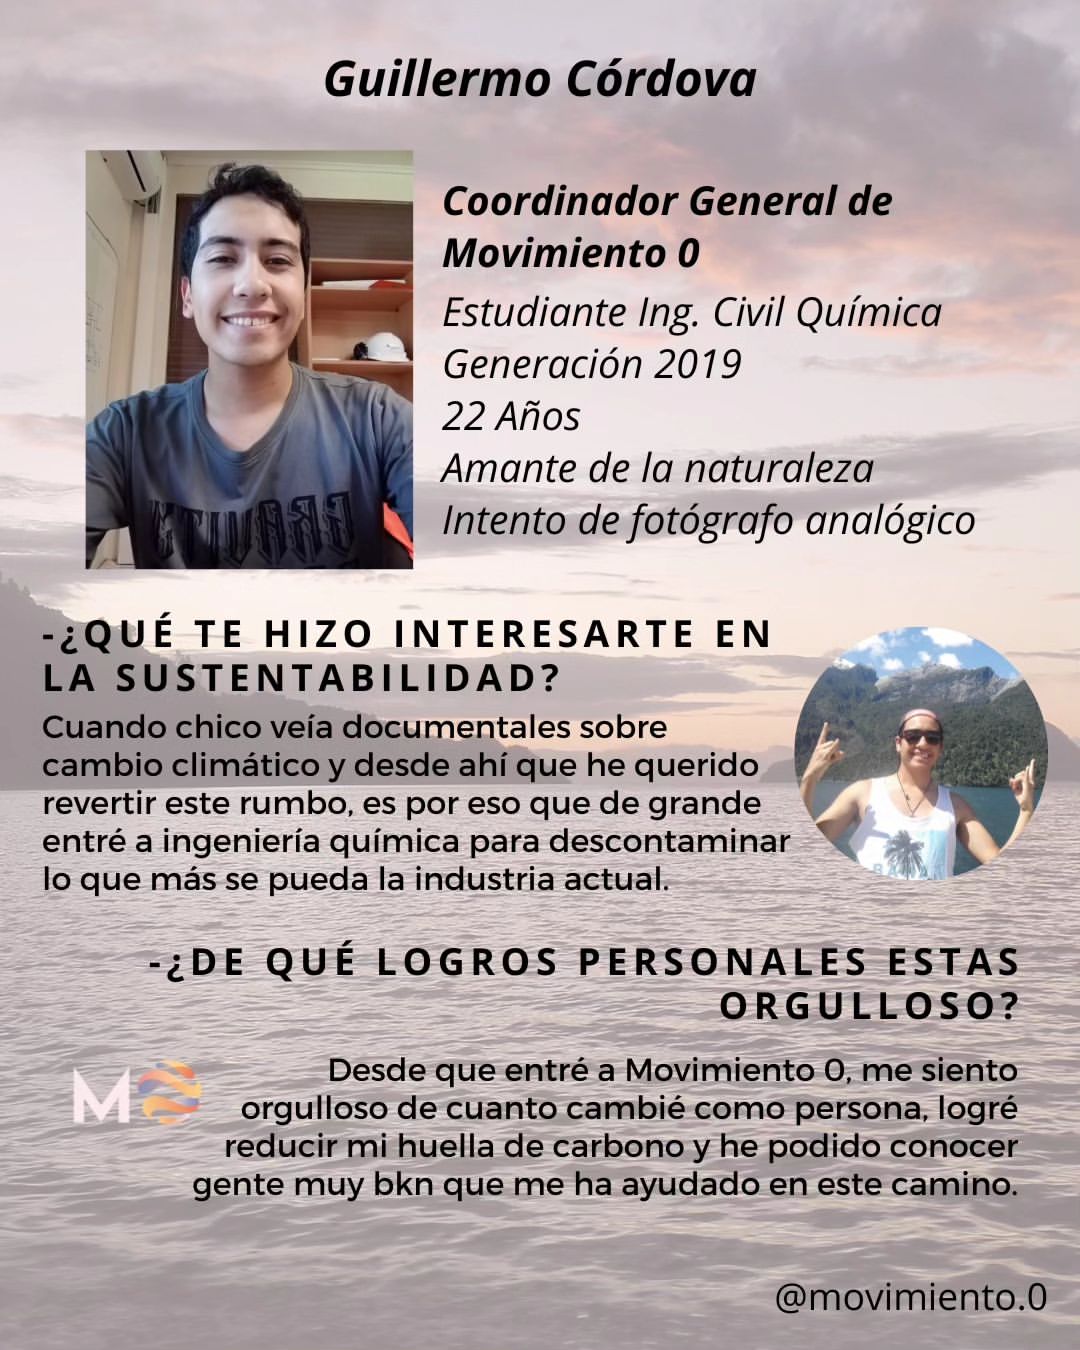 Guillermo Córdova
Coordinador General de
Movimiento 0
Estudiante Ing. Civil Química
Generación 2019
22 Años
Amante de la naturaleza
Intento de fotógrafo analógico
-¿QUÉ TE HIZO INTERESARTE EN
LA SUSTENTABILIDAD?
Cuando chico veía documentales sobre
cambio climático y desde ahí que he querido
revertir este rumbo, es por eso que de grande
entré a ingeniería química para descontaminar
lo que más se pueda la industria actual.
-¿DE QUÉ LOGROS PERSONALES ESTAS
ORGULLOSO?
M
Desde que entré a Movimiento 0, me siento
orgulloso de cuanto cambié como persona, logré
reducir mi huella de carbono y he podido conocer
gente muy bkn que me ha ayudado en este camino.
@movimiento.0